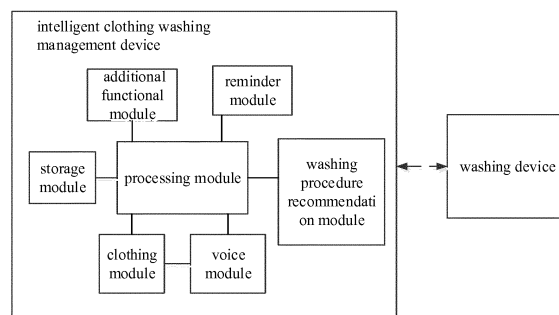 intelligent clothing washing
management device
additional
functional
module
reminder
module
storage
module
processing module
washing
procedure
recommendati
on module
washing device
clothing
module
voice
module